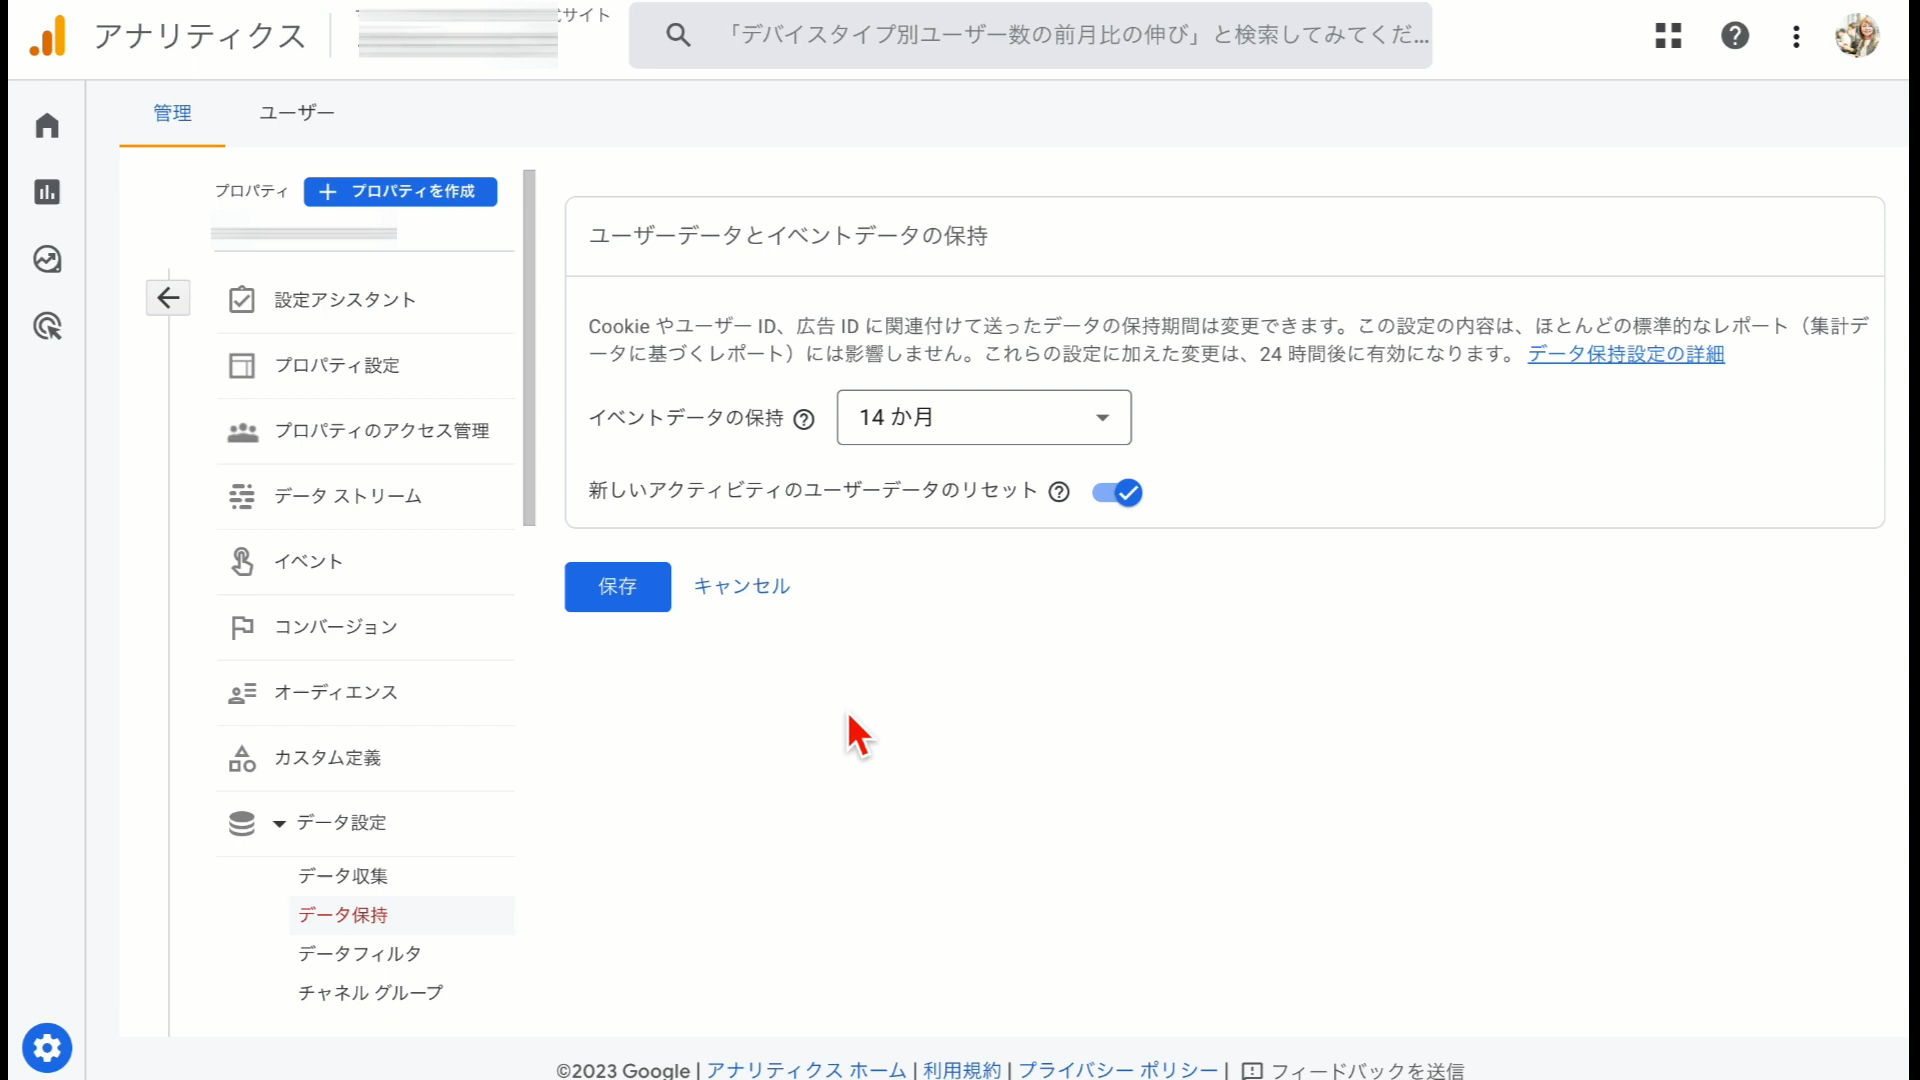 アナリティクス
サイト
「デバイスタイプ別ユーザー数の前月比の伸び」と検索してみてくだ...
管理
ユーザー
プロパティ
プロパティを作成
設定アシスタント
プロパティ設定
プロパティのアクセス管理
データ ストリーム
イベント
コンバージョン
オーディエンス
カスタム定義
データ設定
データ収集
データ保持
データフィルタ
チャネル グループ
ユーザーデータとイベントデータの保持
Cookie やユーザー ID、広告 ID に関連付けて送ったデータの保持期間は変更できます。この設定の内容は、ほとんどの標準的なレポート（集計デ
ータに基づくレポート）には影響しません。これらの設定に加えた変更は、24 時間後に有効になります。 データ保持設定の詳細
イベントデータの保持
14 か月
新しいアクティビティのユーザーデータのリセット
保存
キャンセル
©2023 Google | アナリティクス ホーム | 利用規約 | プライバシー ポリシー | フィードバックを送信